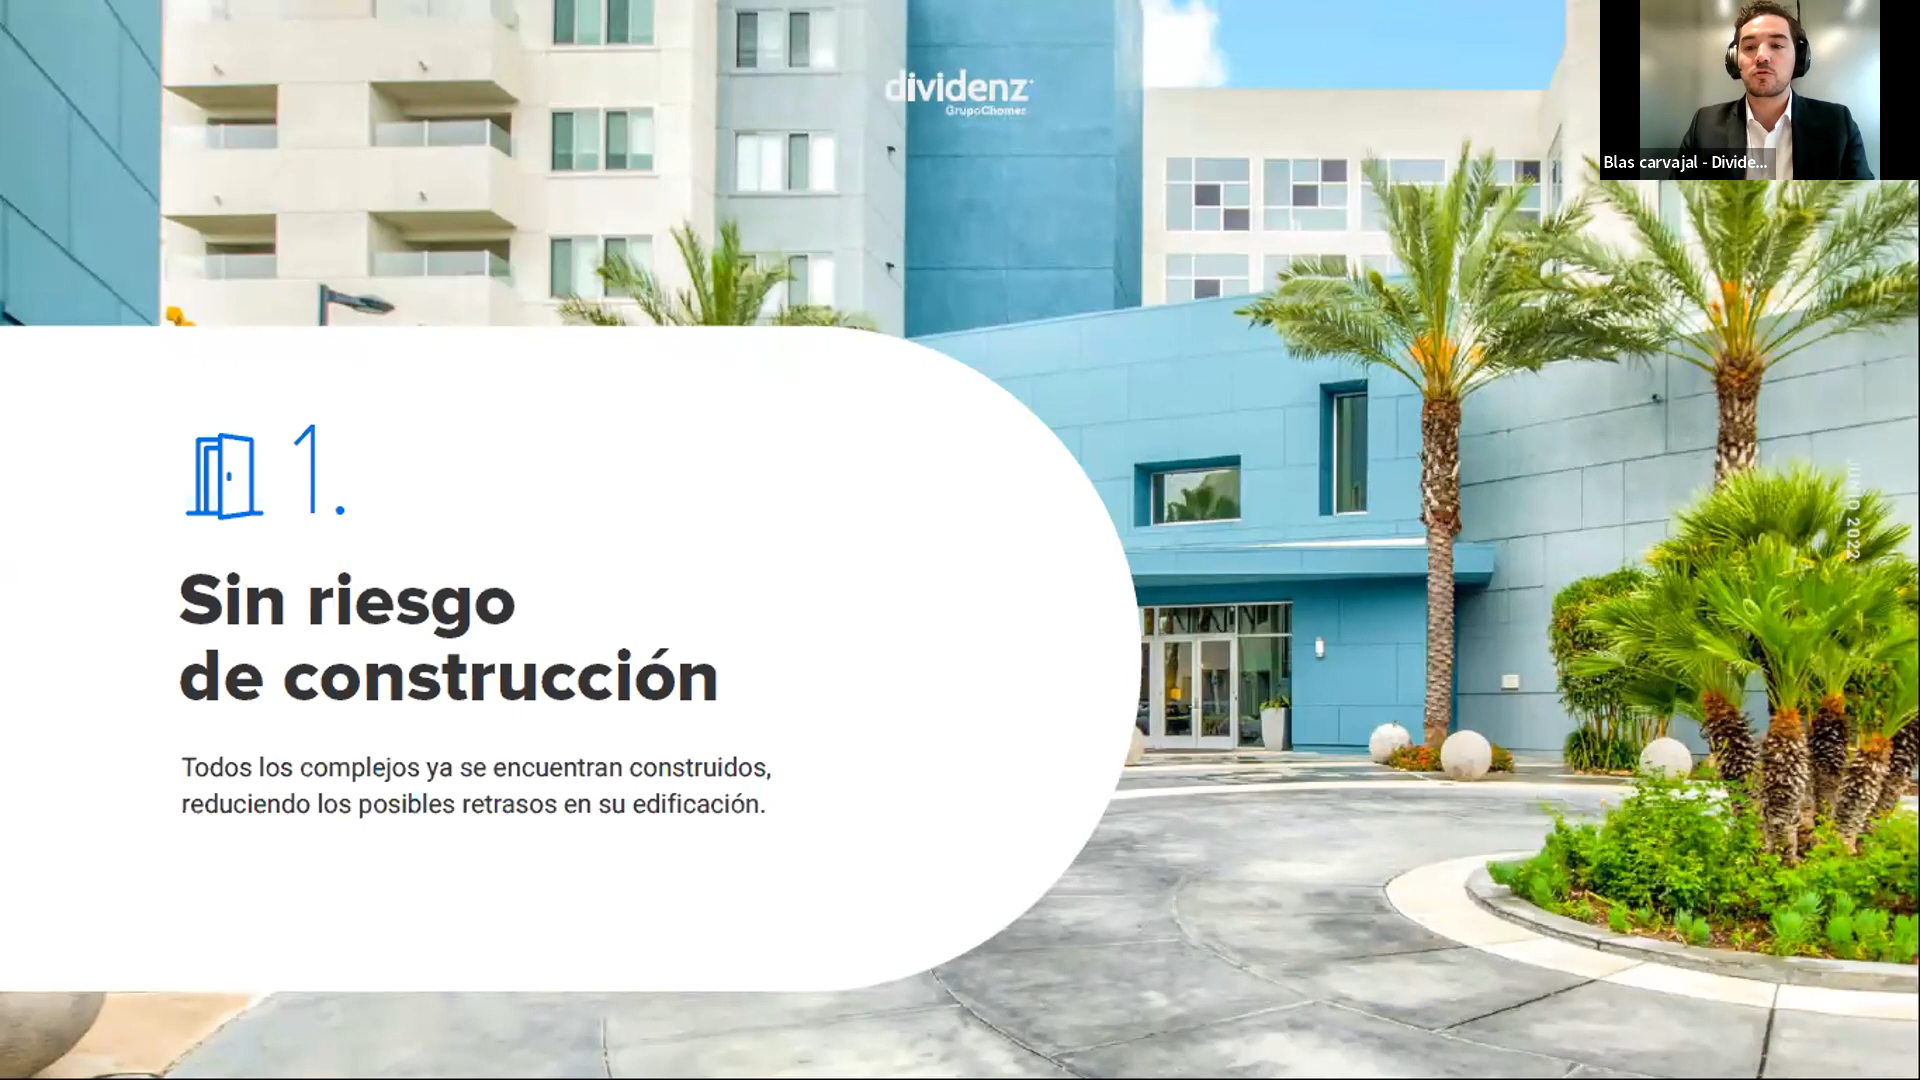 dividenz
GrupoChomer
Blas carvajal - Divide...
1.
Sin riesgo
de construcción
Todos los complejos ya se encuentran construidos,
reduciendo los posibles retrasos en su edificación.
2022